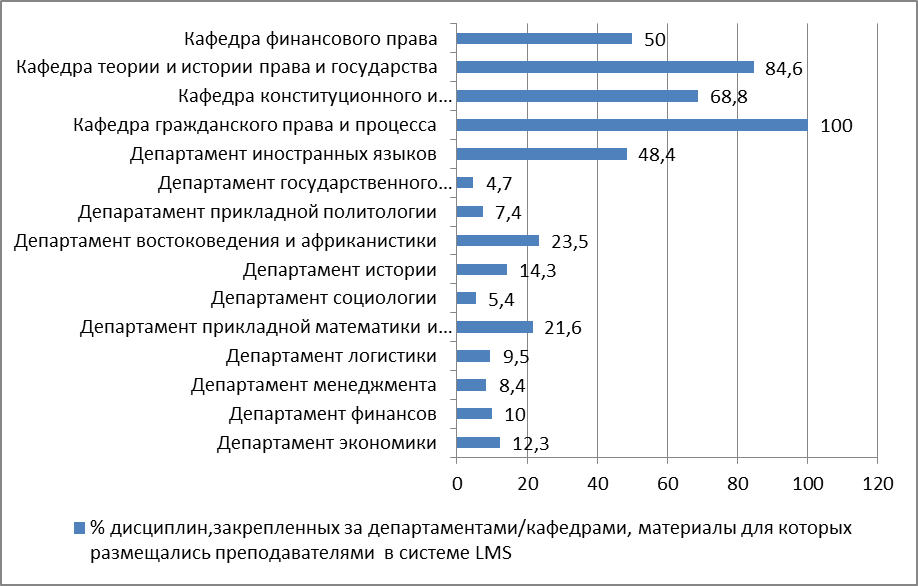 Кафедра финансового права 50
Кафедра теории и истории права и государства 84,6
Кафедра конституционного и... 68,8
Кафедра гражданского права и процесса 100
Департамент иностранных языков 48,4
Департамент государственного... 4,7
Депаратамент прикладной политологии 7,4
Департамент востоковедения и африканистики 23,5
Департамент истории 14,3
Департамент социологии 5,4
Департамент прикладной математики и... 21,6
Департамент логистики 9,5
Департамент менеджмента 8,4
Департамент финансов 10
Департамент экономики 12,3
0 20 40 60 80 100 120
% дисциплин,закрепленных за департаментами/кафедрами, материалы для которых
размещались преподавателями в системе LMS